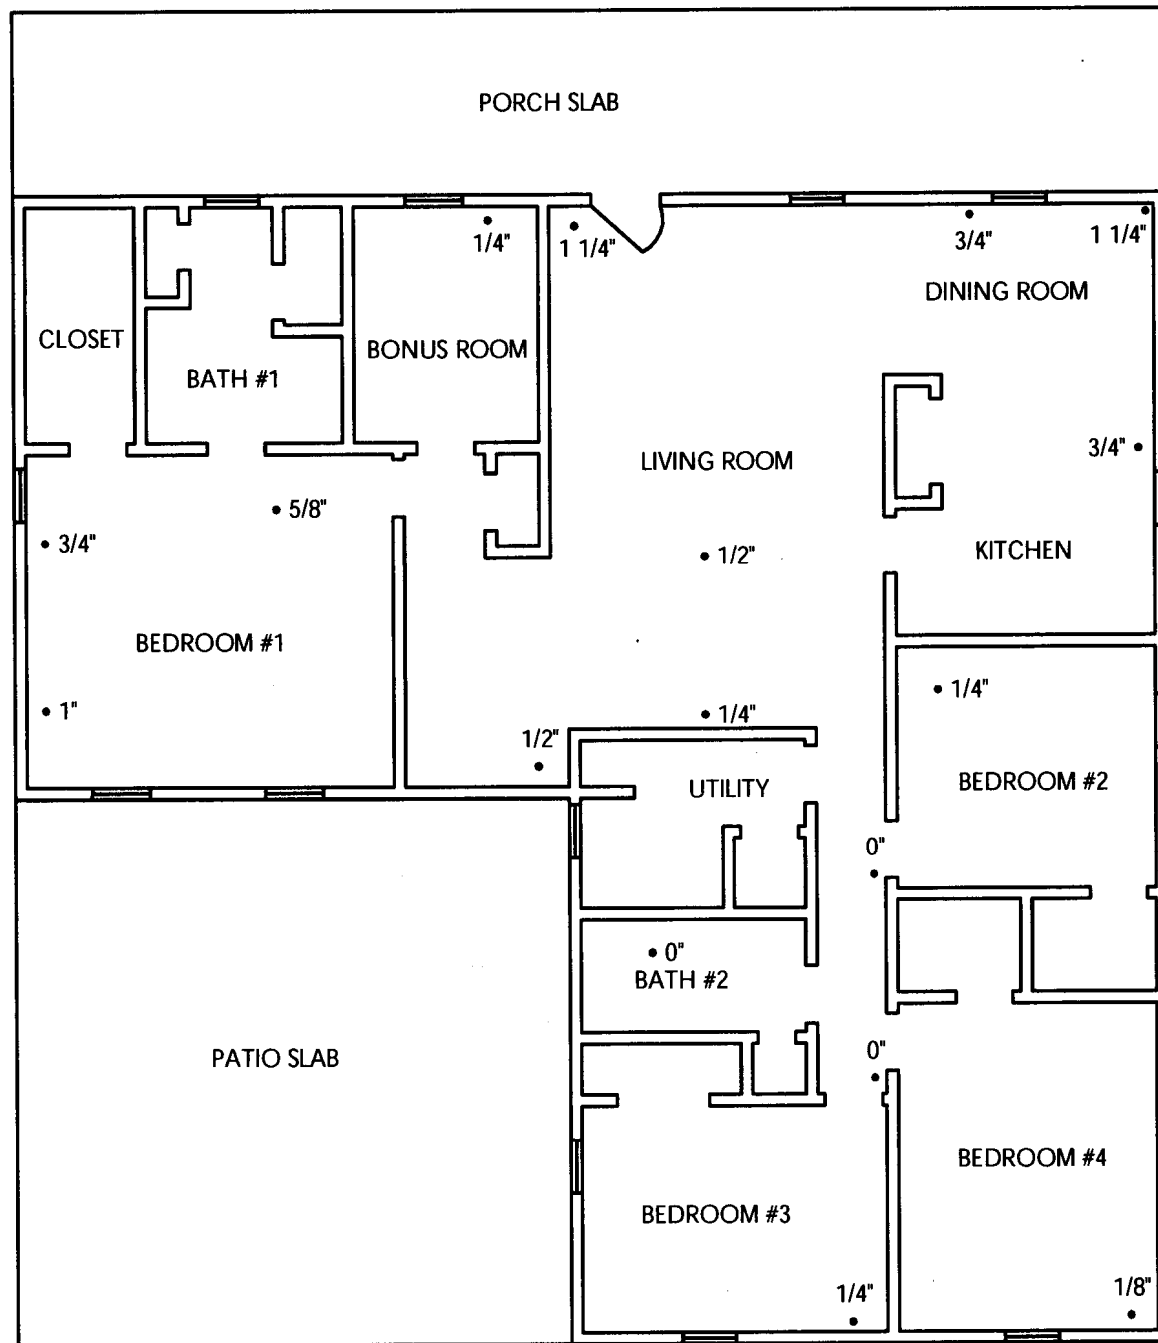 PORCH SLAB
1/4"
1 1/4"
3/4"
1 1/4"
DINING ROOM
CLOSET
BONUS ROOM
BATH #1
3/4"
LIVING ROOM
5/8"
3/4"
1/2"
KITCHEN
BEDROOM #1
1/4"
1"
1/4"
1/2"
BEDROOM #2
UTILITY
0"
0"
BATH #2
PATIO SLAB
0"
BEDROOM #4
BEDROOM #3
1/8"
1/4"